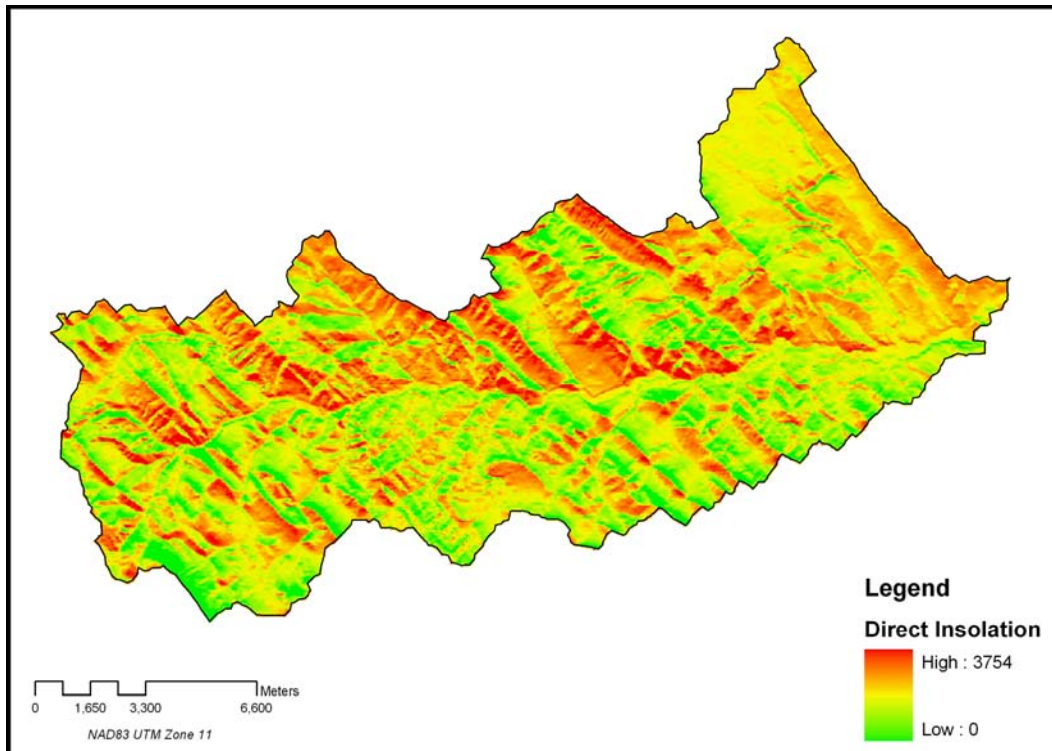 Legend
Direct Insolation
High : 3754
Low : 0
Meters
0 1,650 3,300 6,600
NAD83 UTM Zone 11